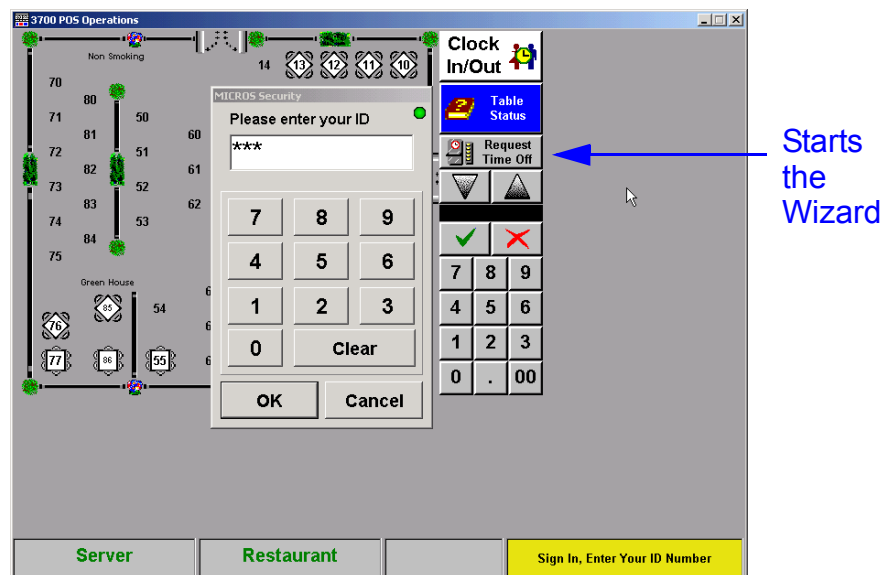 3700 POS Operations
Non Smoking
70
71
72
73
74
75
80
81
82
83
84
50
51
52
53
60
61
62
14
13
12
11
10
Green House
85
54
76
77
86
55
MICROS Security
Please enter your ID
***
7 8 9
4 5 6
1 2 3
0 Clear
OK Cancel
Clock
In/Out
Table
Status
Request
Time Off
7 8 9
4 5 6
1 2 3
0 . 00
Starts
the
Wizard
Server
Restaurant
Sign In, Enter Your ID Number